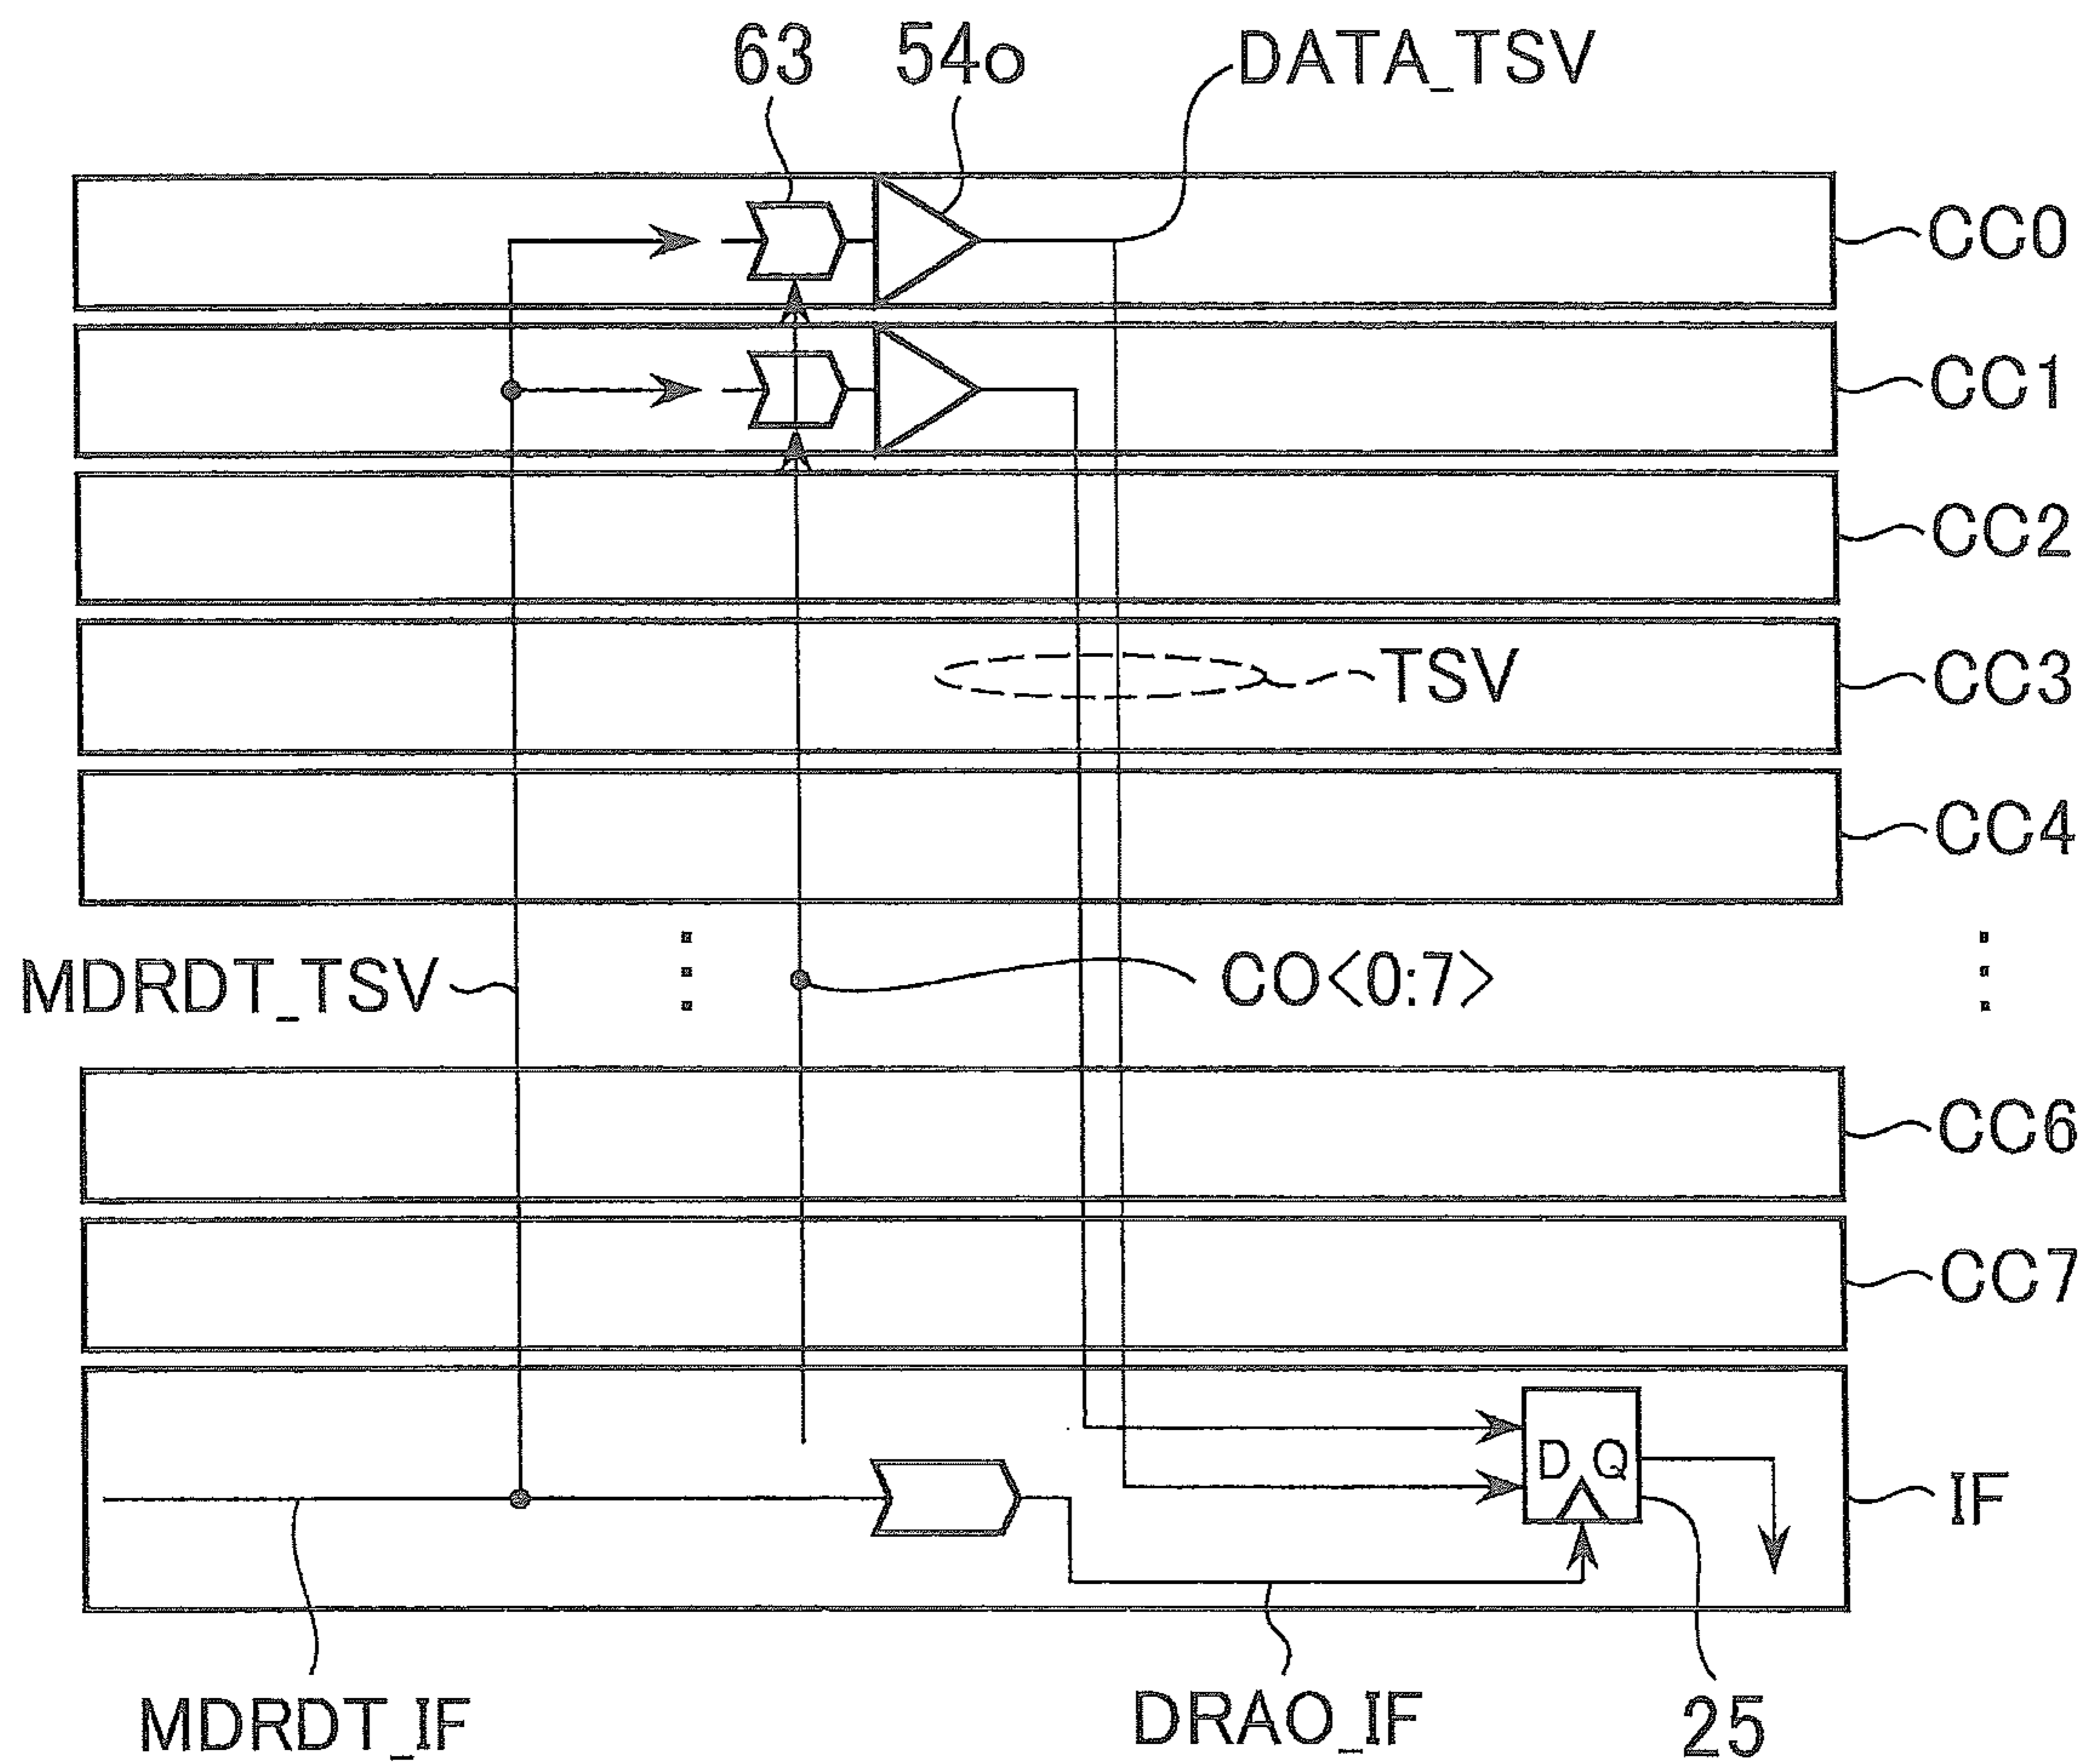 63 54o DATA_TSV
CC0
CC1
CC2
TSV CC3
CC4
MDRDT_TSV CO<0:7>
CC6
CC7
D Q IF
MDRDT_IF DRAO_IF 25